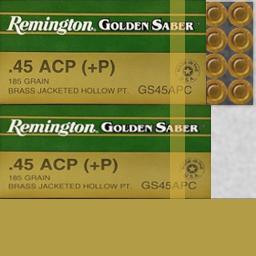 Remington. GOLDEN SABER
.45 ACP (+P)
185 GRAIN
BRASS JACKETED HOLLOW PT. GS45APC
Remington. GOLDEN SABER
.45 ACP (+P)
185 GRAIN
BRASS JACKETED HOLLOW PT. GS45APC